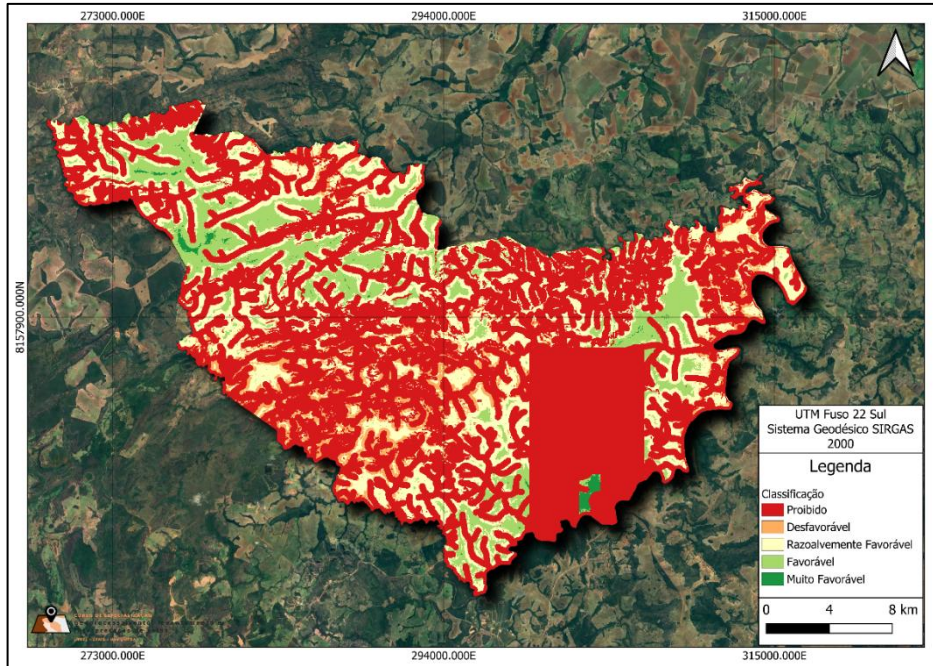 273000.000E 294000.000E 315000.000E
8157900.000N
UTM Fuso 22 Sul
Sistema Geodésico SIRGAS
2000
Legenda
Classificação
Proibido
Desfavorável
Razoalvemente Favorável
Favorável
Muito Favorável
0 4 8 km
273000.000E 294000.000E 315000.000E